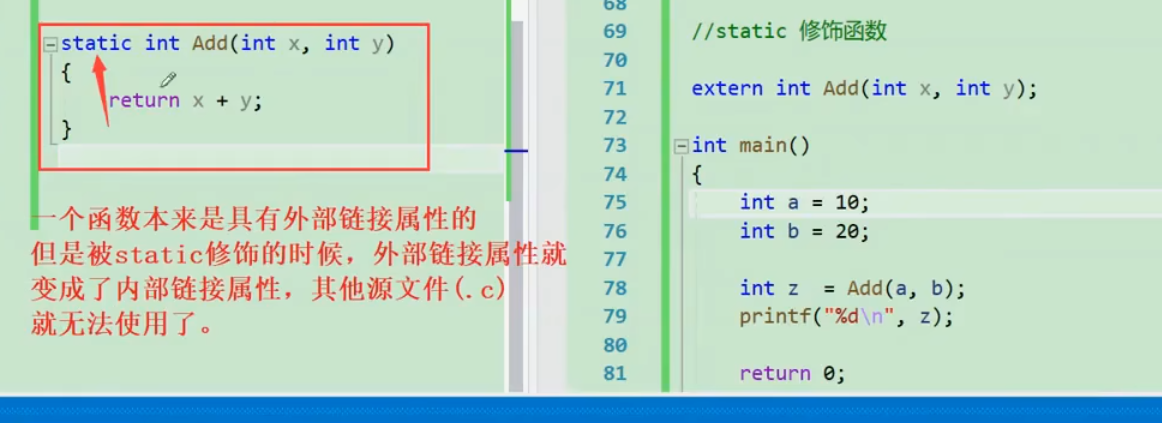 static int Add(int x, int y)
{
return x + y;
}
一个函数本来是具有外部链接属性的
但是被static修饰的时候，外部链接属性就
变成了内部链接属性，其他源文件(.c)
就无法使用了。
68
69 //static 修饰函数
70
71 extern int Add(int x, int y);
72
73 int main()
74 {
75 int a = 10;
76 int b = 20;
77
78 int z  = Add(a, b);
79 printf("%d\n", z);
80
81 return 0;